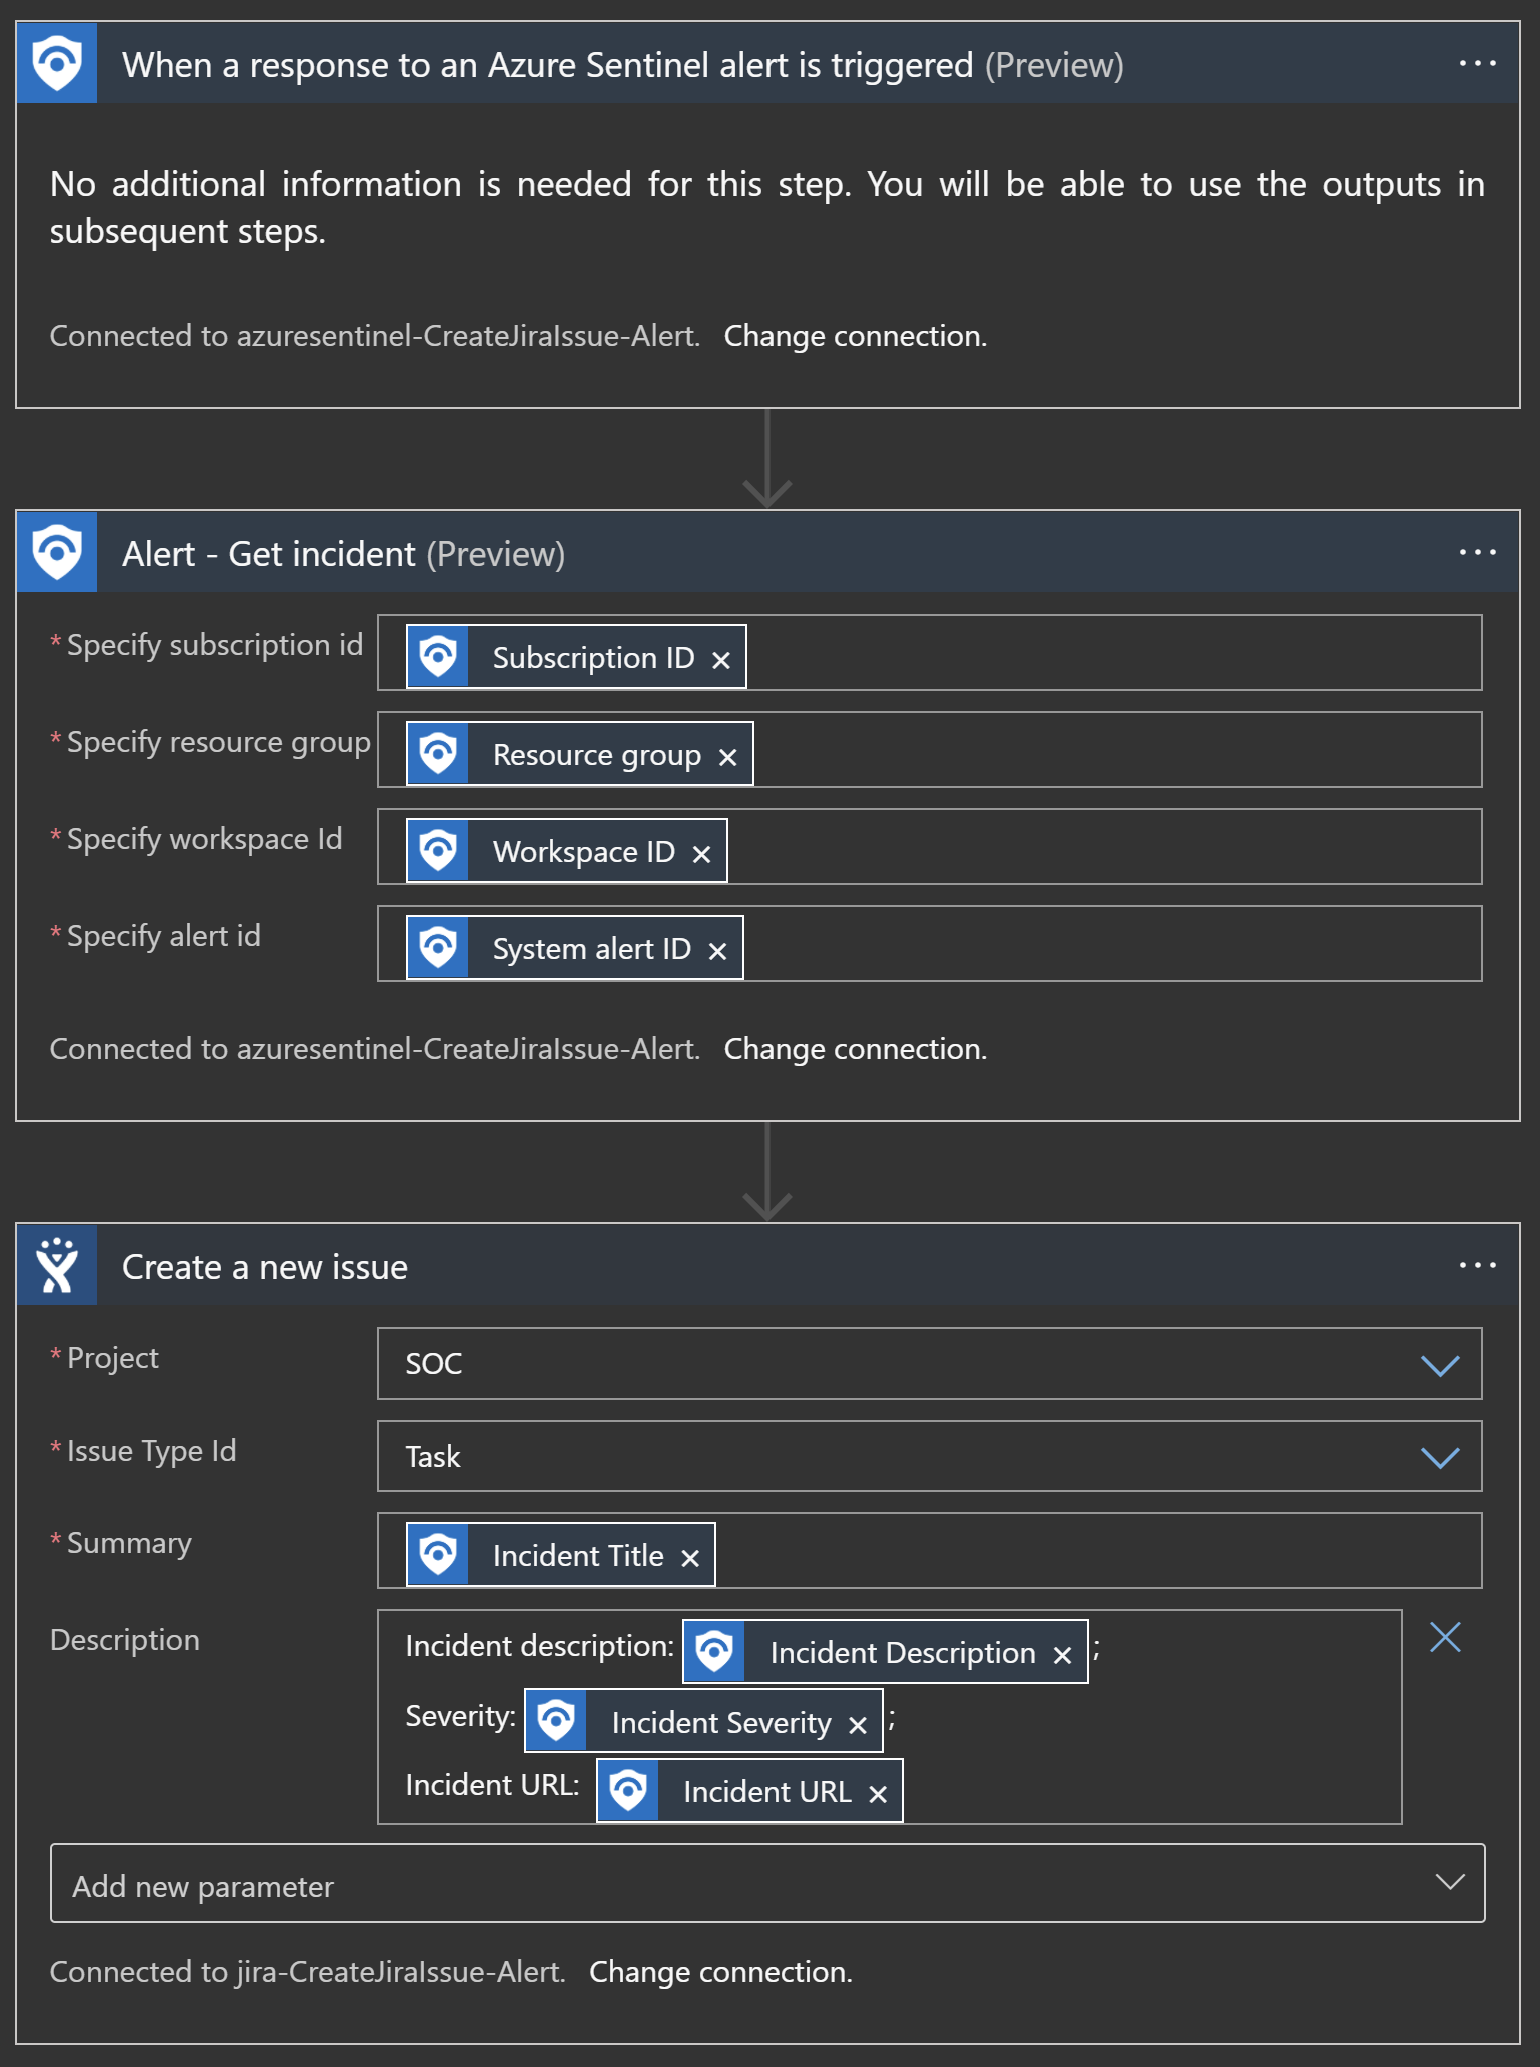 When a response to an Azure Sentinel alert is triggered (Preview)
No additional information is needed for this step. You will be able to use the outputs in
subsequent steps.
Connected to azuresentinel-CreateJiraIssue-Alert. Change connection.
Alert - Get incident (Preview)
* Specify subscription id Subscription ID ×
* Specify resource group Resource group ×
* Specify workspace Id Workspace ID ×
* Specify alert id System alert ID ×
Connected to azuresentinel-CreateJiraIssue-Alert. Change connection.
Create a new issue
* Project SOC
* Issue Type Id Task
* Summary Incident Title ×
Description Incident description: Incident Description × ;
Severity: Incident Severity × ;
Incident URL: Incident URL ×
Add new parameter
Connected to jira-CreateJiraIssue-Alert. Change connection.